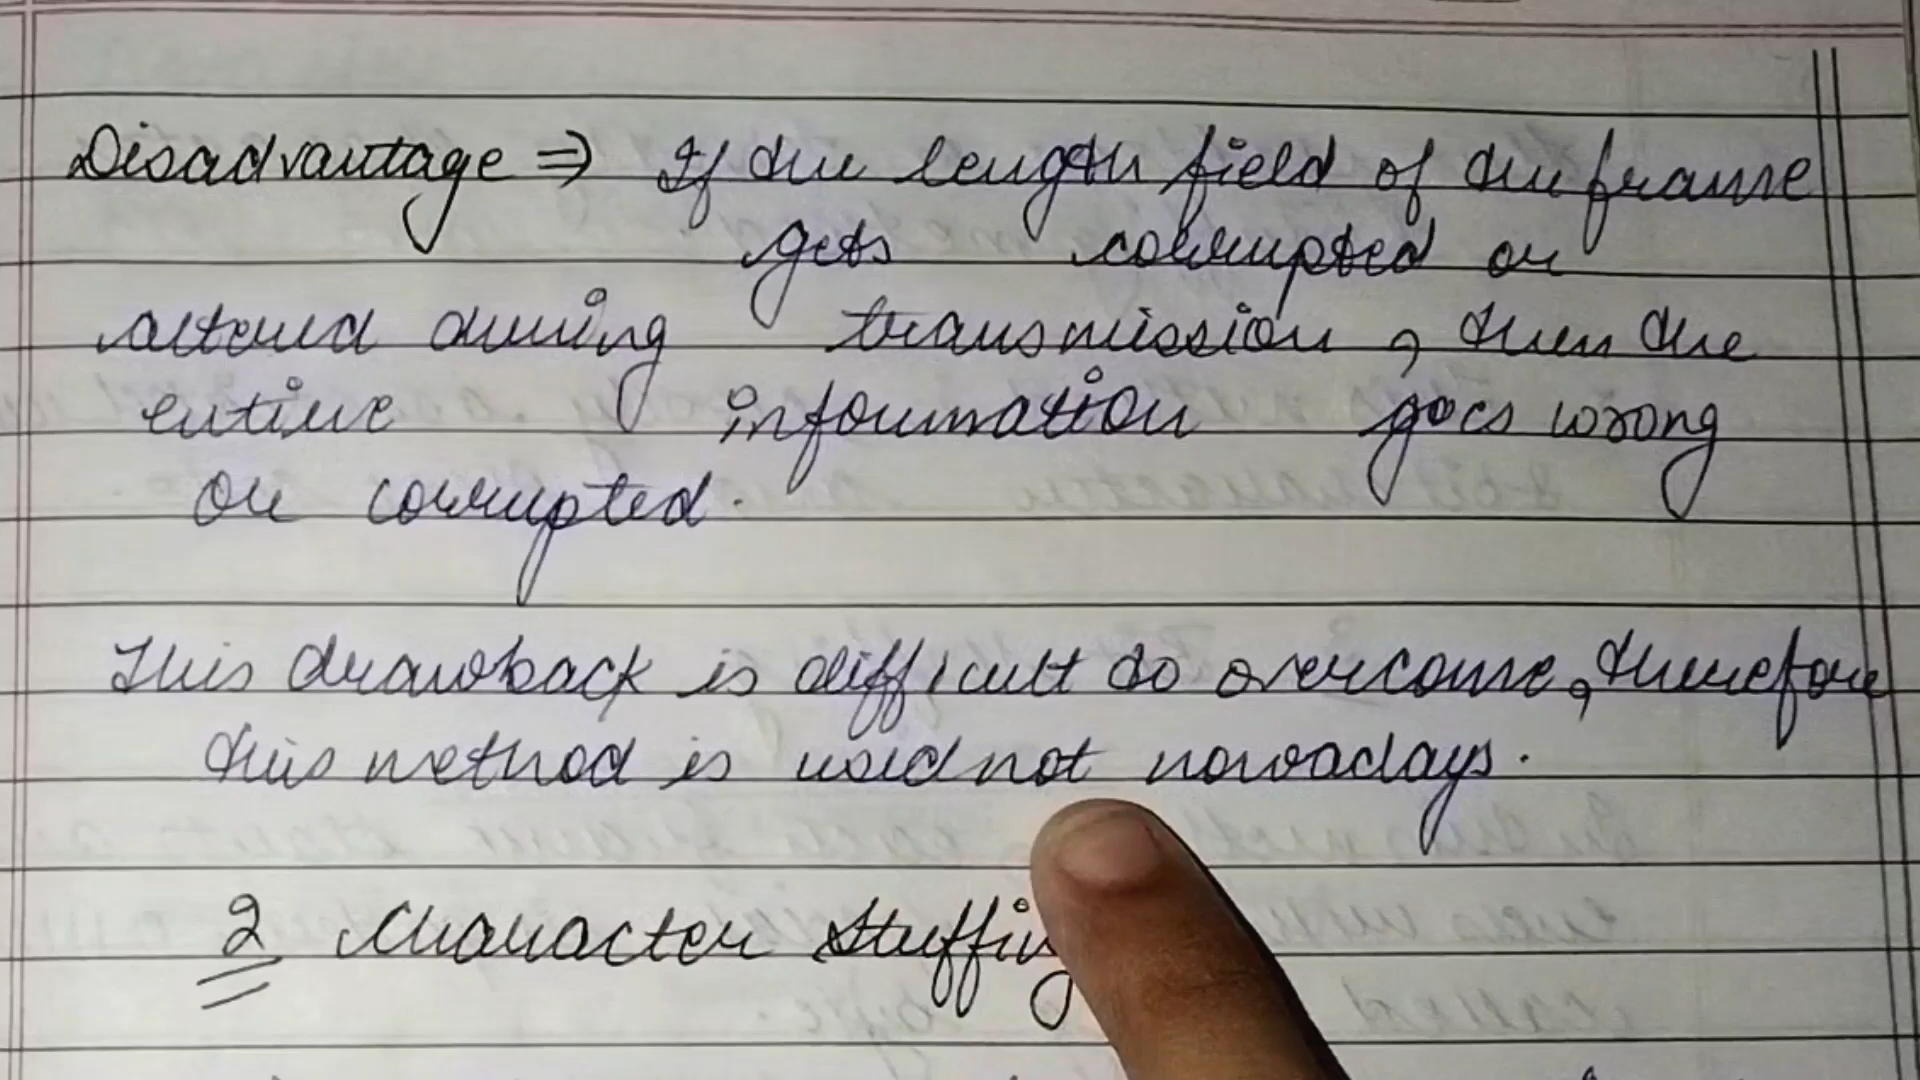 Disadvantage ⇒ If the length field of the frame
gets corrupted or
altered during transmission, then the
entire information goes wrong
or corrupted.
This drawback is difficult to overcome, therefore
this method is used not nowadays.
2 Character Stuffing